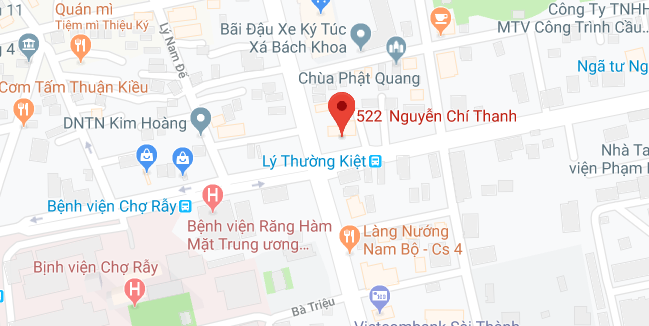 Quán mì
Tiệm mì Thiệu Ký
u 11
4
Lý Nam Đế
Bãi Đậu Xe Ký Túc
Xá Bách Khoa
Công Ty TNHH
MTV Công Trình Cầu...
Chùa Phật Quang
Ngã tư Ng
Cơm Tấm Thuận Kiều
DNTN Kim Hoàng
522 Nguyễn Chí Thanh
Lý Thường Kiệt
Nhà Ta
viện Phạm
Bệnh viện Chợ Rẫy
Bệnh viện Răng Hàm
Mặt Trung ương...
Làng Nướng
Nam Bộ - Cs 4
Bịnh viện Chợ Rẫy
Bà Triệu
Vietcombank Sài Thành